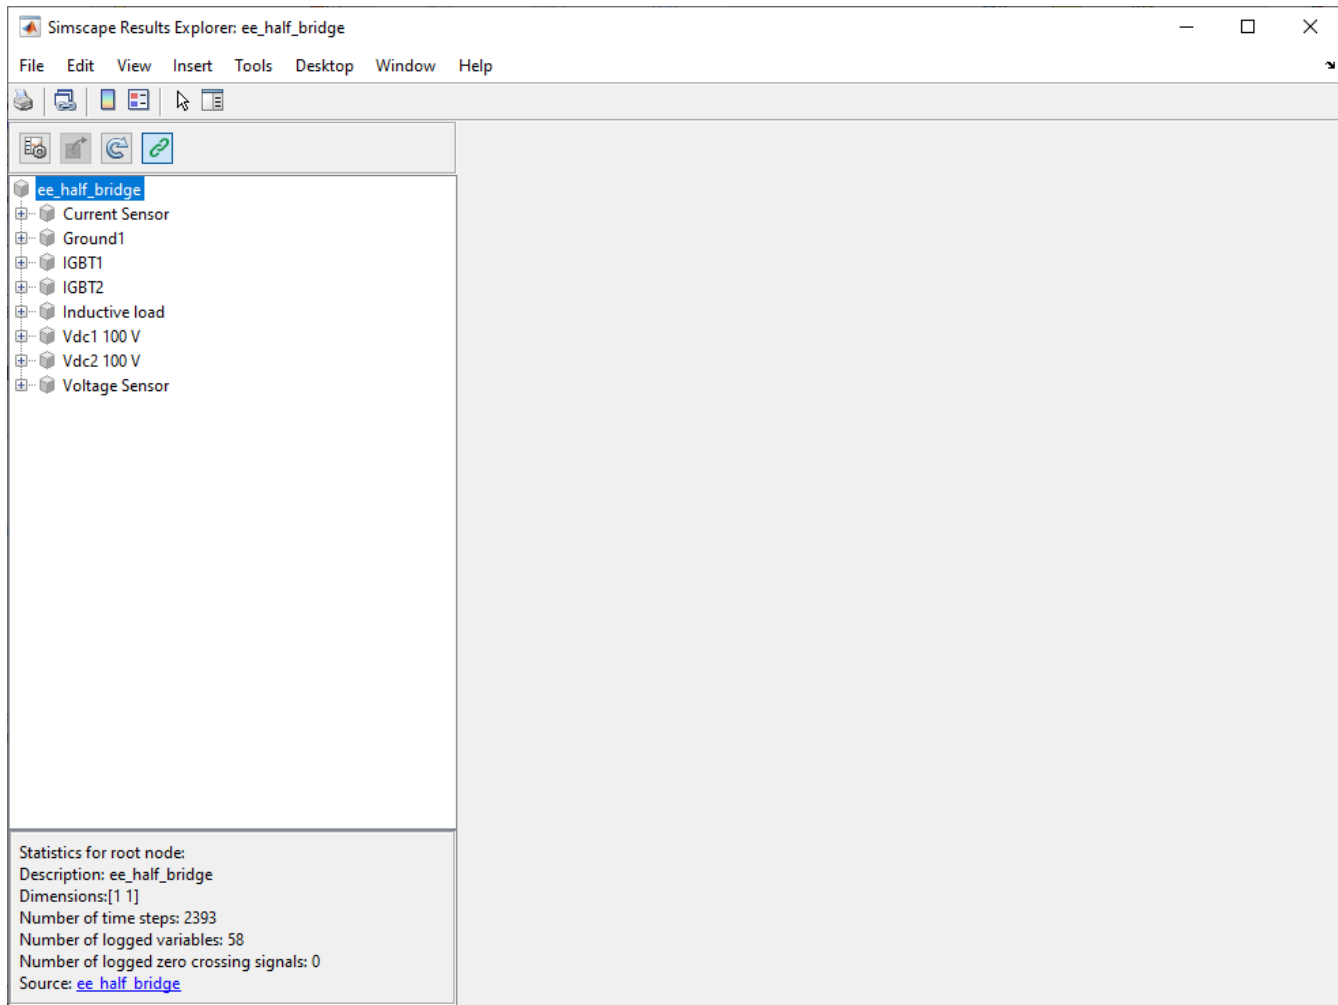 Simscape Results Explorer: ee_half_bridge
File Edit View Insert Tools Desktop Window Help
ee_half_bridge
Current Sensor
Ground1
IGBT1
IGBT2
Inductive load
Vdc1 100 V
Vdc2 100 V
Voltage Sensor
Statistics for root node:
Description: ee_half_bridge
Dimensions:[1 1]
Number of time steps: 2393
Number of logged variables: 58
Number of logged zero crossing signals: 0
Source: ee_half_bridge